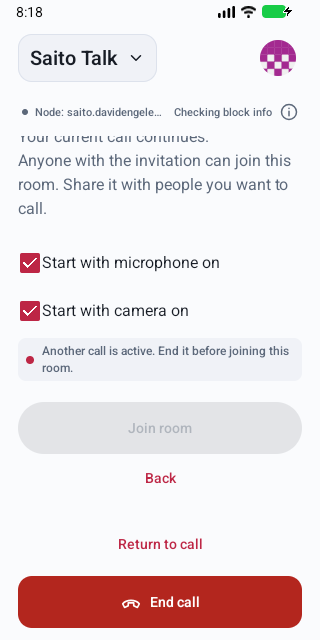 8:18
Saito Talk
Node: saito.davidengele... Checking block info
Your current call continues.
Anyone with the invitation can join this
room. Share it with people you want to
call.
Start with microphone on
Start with camera on
Another call is active. End it before joining this
room.
Join room
Back
Return to call
End call